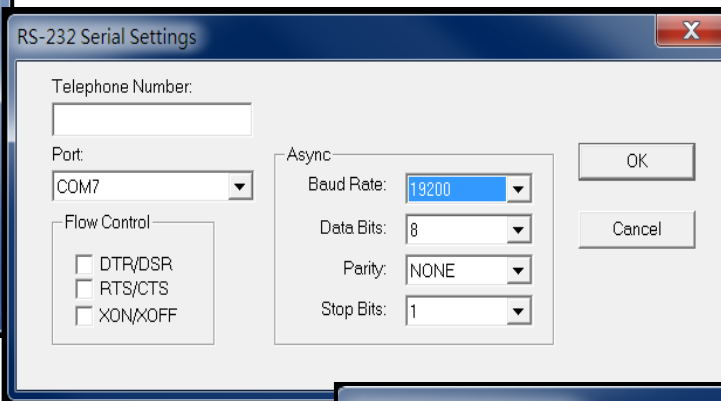 RS-232 Serial Settings
X
Telephone Number:
Port:
COM7
Flow Control
DTR/DSR
RTS/CTS
XON/XOFF
Async
Baud Rate: 19200
Data Bits: 8
Parity: NONE
Stop Bits: 1
OK
Cancel